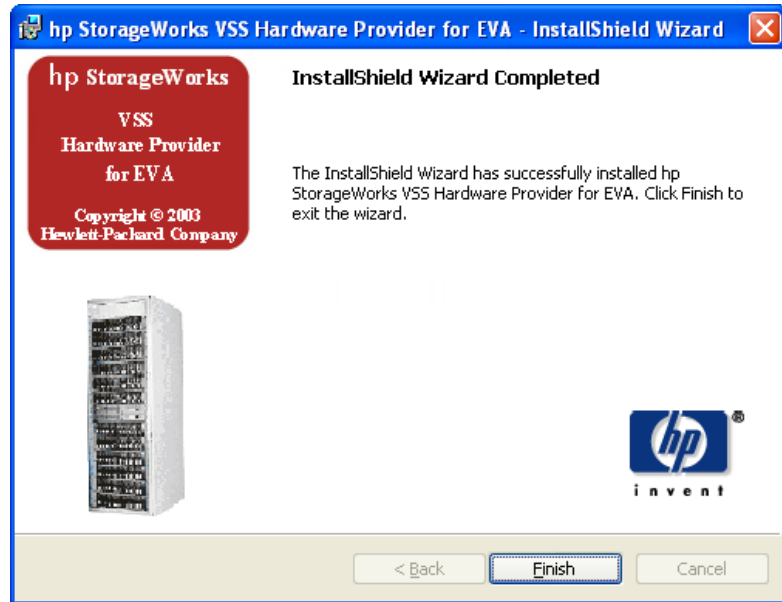 hp StorageWorks VSS Hardware Provider for EVA - InstallShield Wizard
hp StorageWorks
VSS
Hardware Provider
for EVA
Copyright © 2003
Hewlett-Packard Company
InstallShield Wizard Completed
The InstallShield Wizard has successfully installed hp
StorageWorks VSS Hardware Provider for EVA. Click Finish to
exit the wizard.
hp ®
invent
< Back
Finish
Cancel